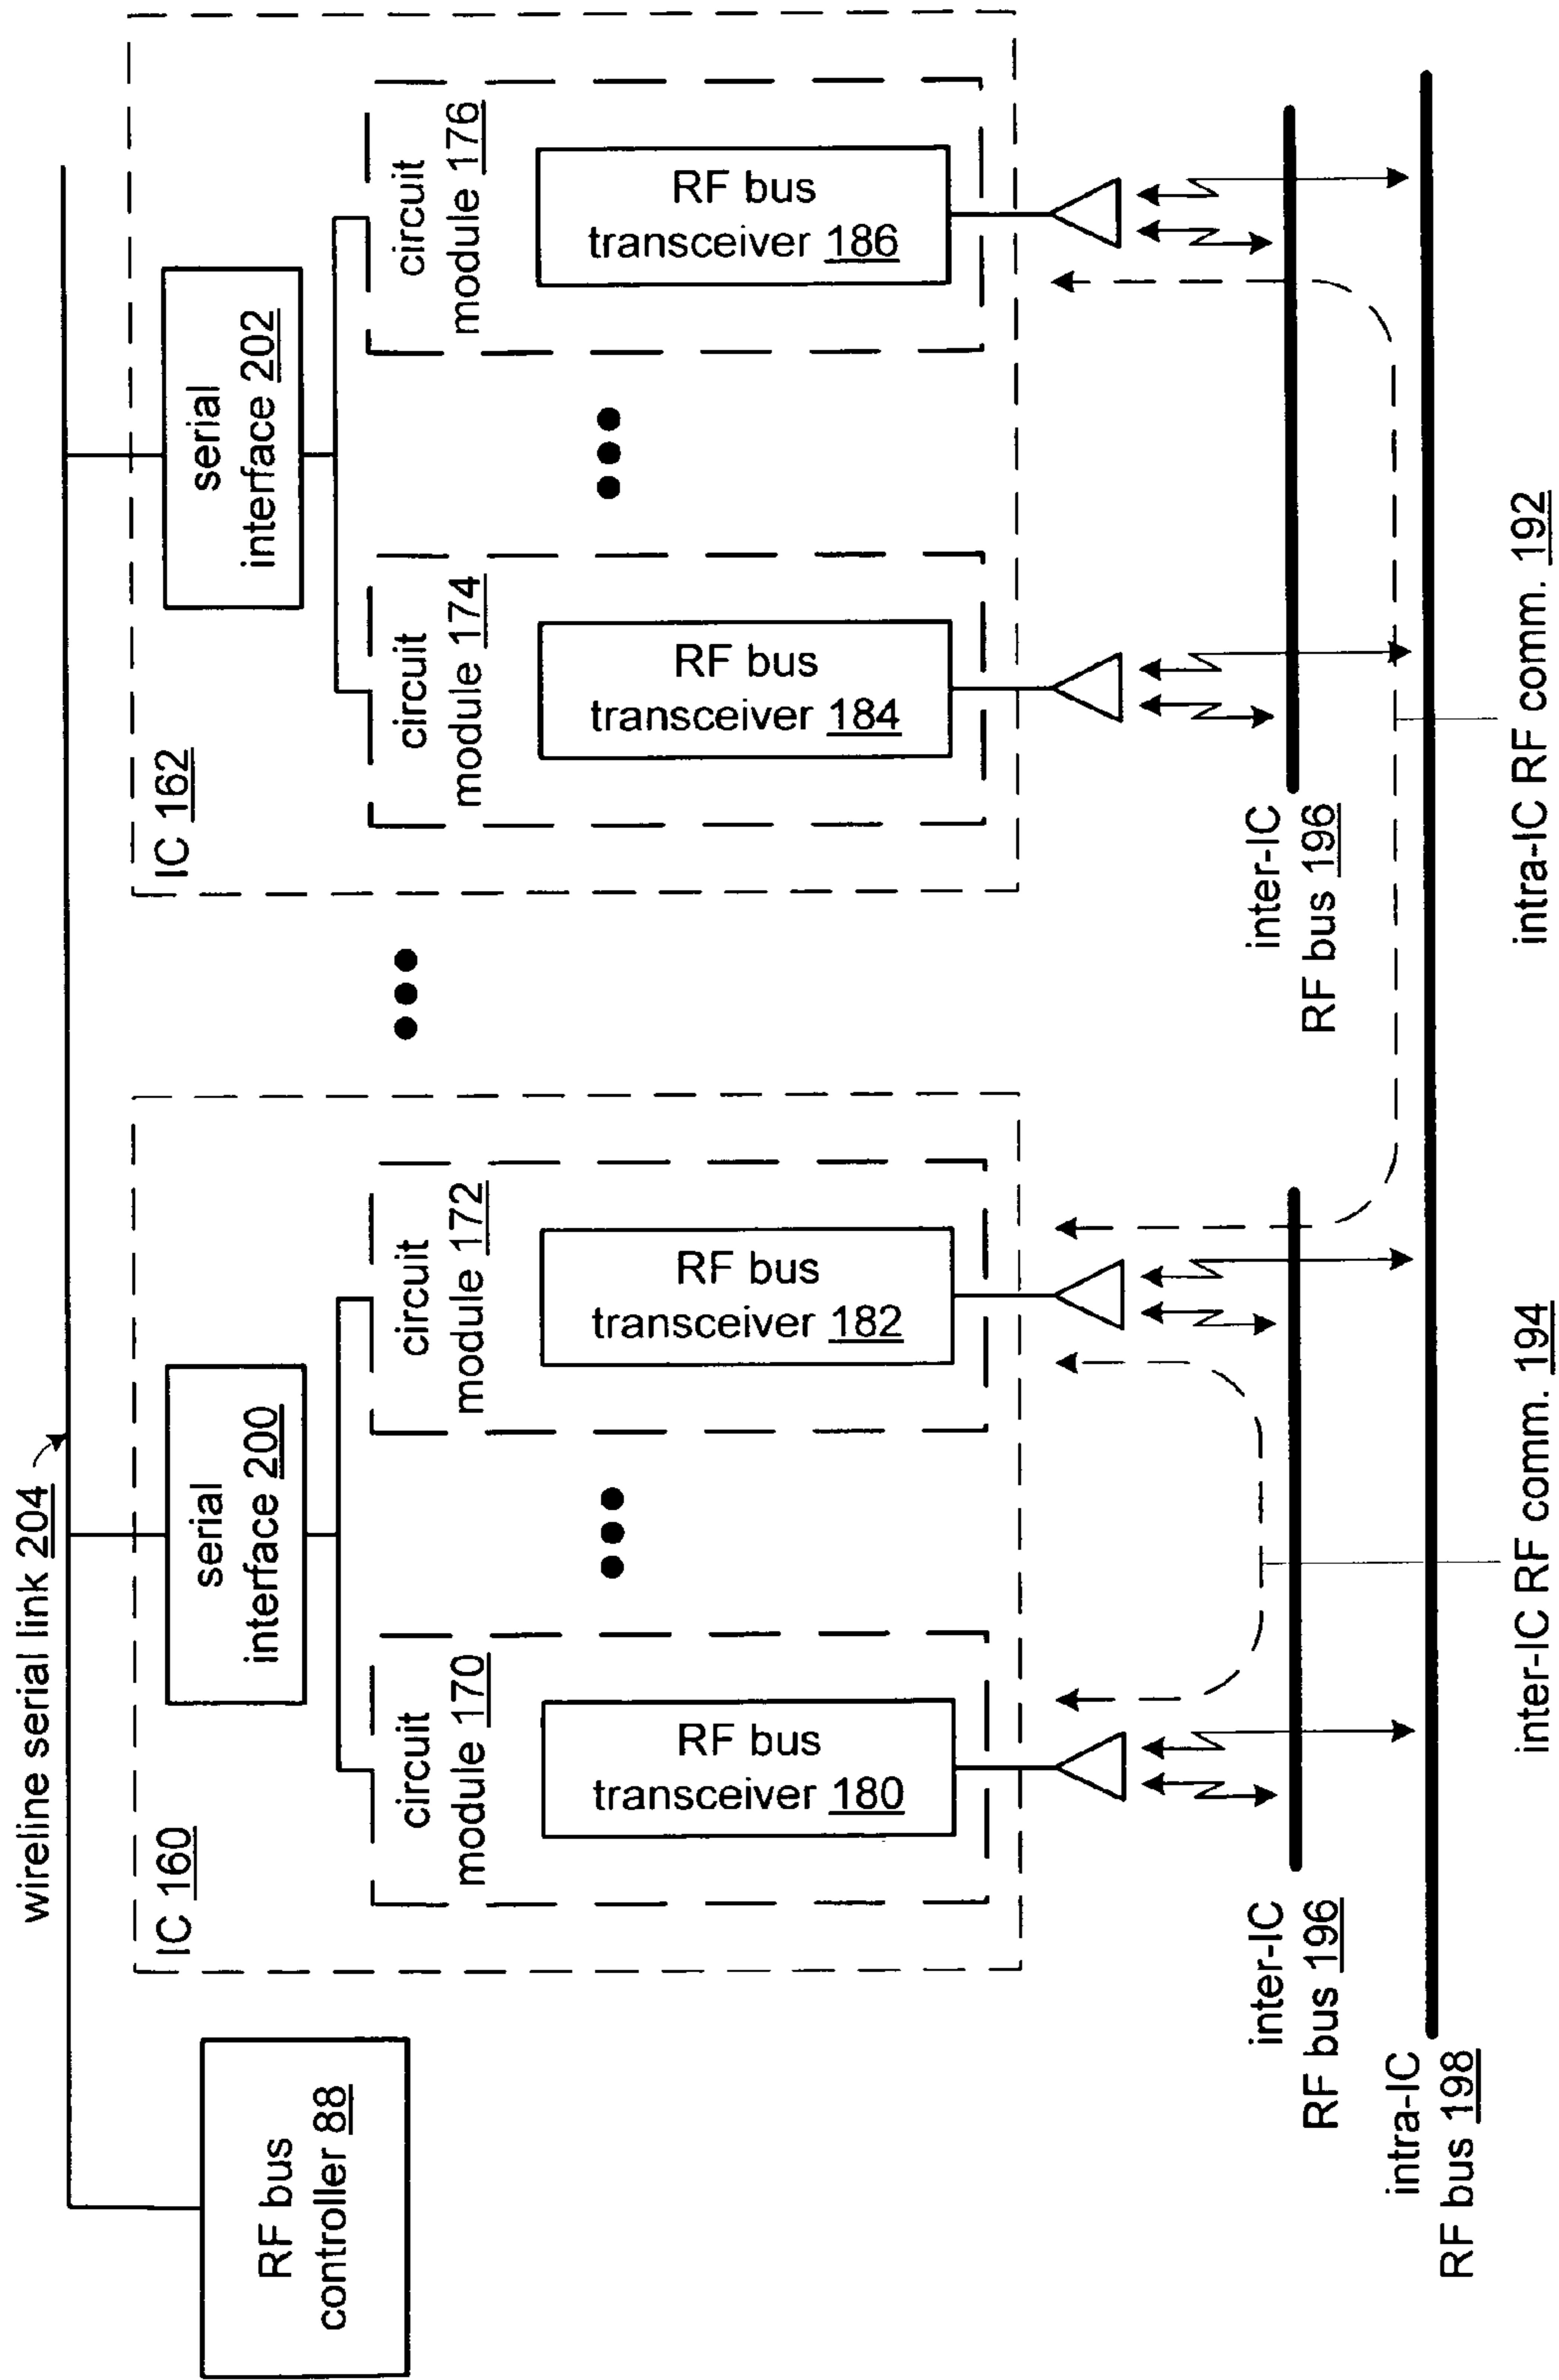 wireline serial link 204
RF bus
controller 88
IC 160
serial
interface 200
circuit
module 170
RF bus
transceiver 180
circuit
module 172
RF bus
transceiver 182
IC 162
serial
interface 202
circuit
module 174
RF bus
transceiver 184
circuit
module 176
RF bus
transceiver 186
inter-IC
RF bus 196
inter-IC
RF bus 196
intra-IC
RF bus 198
inter-IC RF comm. 194
intra-IC RF comm. 192